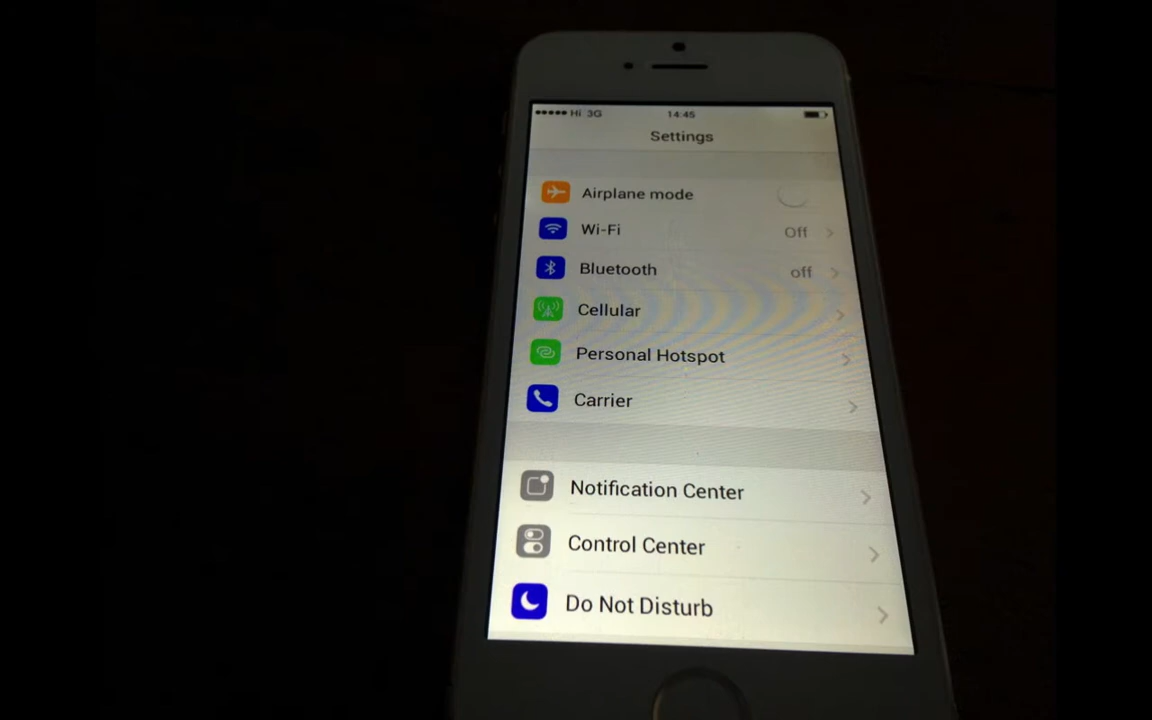 Hi 3G 14:45
Settings
Airplane mode
Wi-Fi Off
Bluetooth off
Cellular
Personal Hotspot
Carrier
Notification Center
Control Center
Do Not Disturb